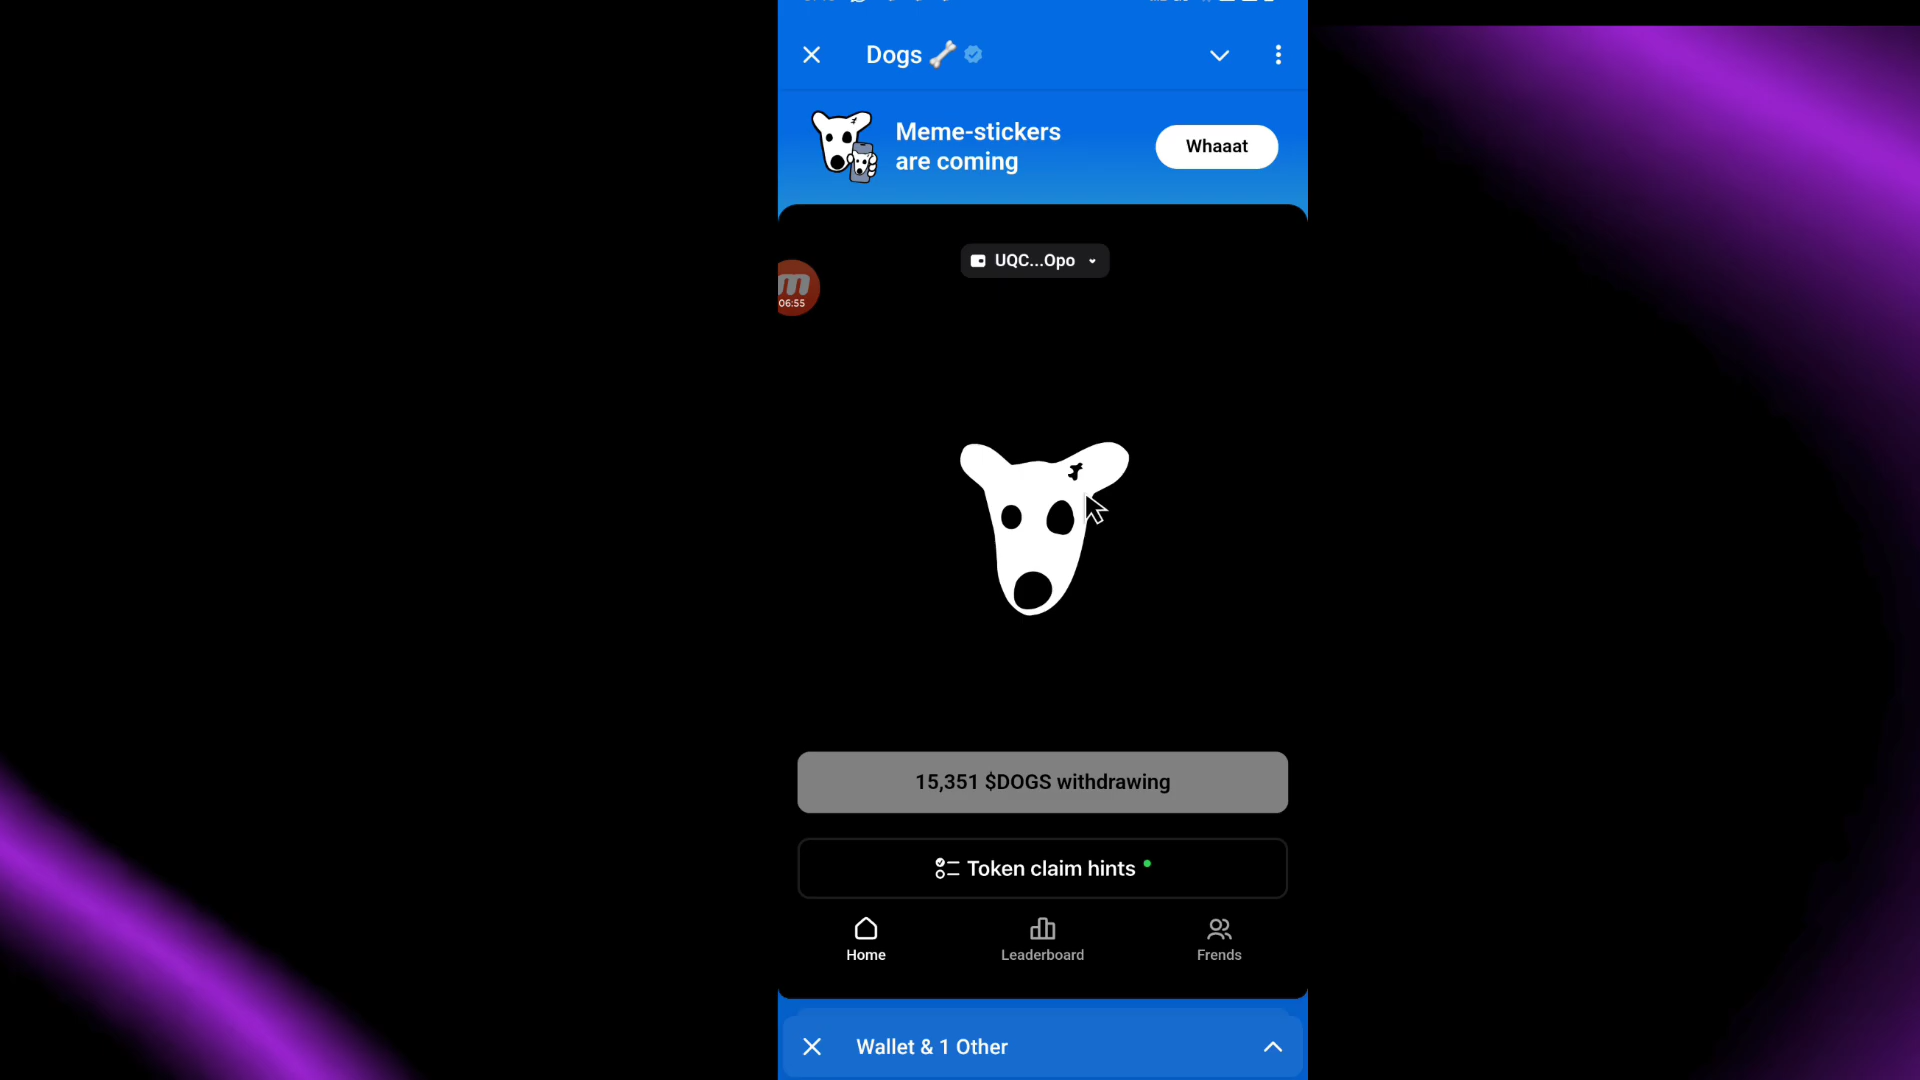 Dogs 🦴
Meme-stickers
are coming
Whaaat
UQC...Opo
m
06:55
15,351 $DOGS withdrawing
Token claim hints
Home
Leaderboard
Frends
Wallet & 1 Other